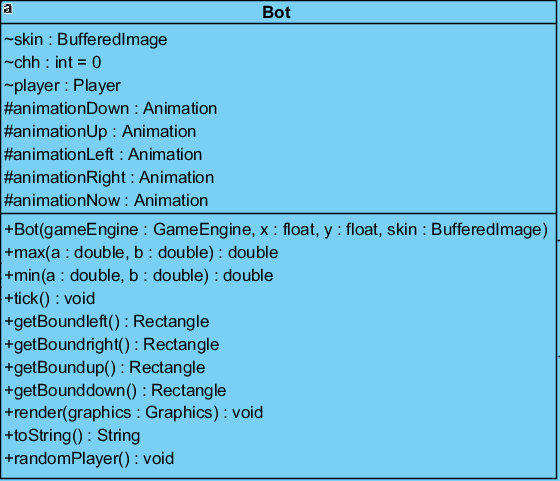 a
Bot
~skin : BufferedImage
~chh : int = 0
~player : Player
#animationDown : Animation
#animationUp : Animation
#animationLeft : Animation
#animationRight : Animation
#animationNow : Animation
+Bot(gameEngine : GameEngine, x : float, y : float, skin : BufferedImage)
+max(a : double, b : double) : double
+min(a : double, b : double) : double
+tick() : void
+getBoundleft() : Rectangle
+getBoundright() : Rectangle
+getBoundup() : Rectangle
+getBounddown() : Rectangle
+render(graphics : Graphics) : void
+toString() : String
+randomPlayer() : void